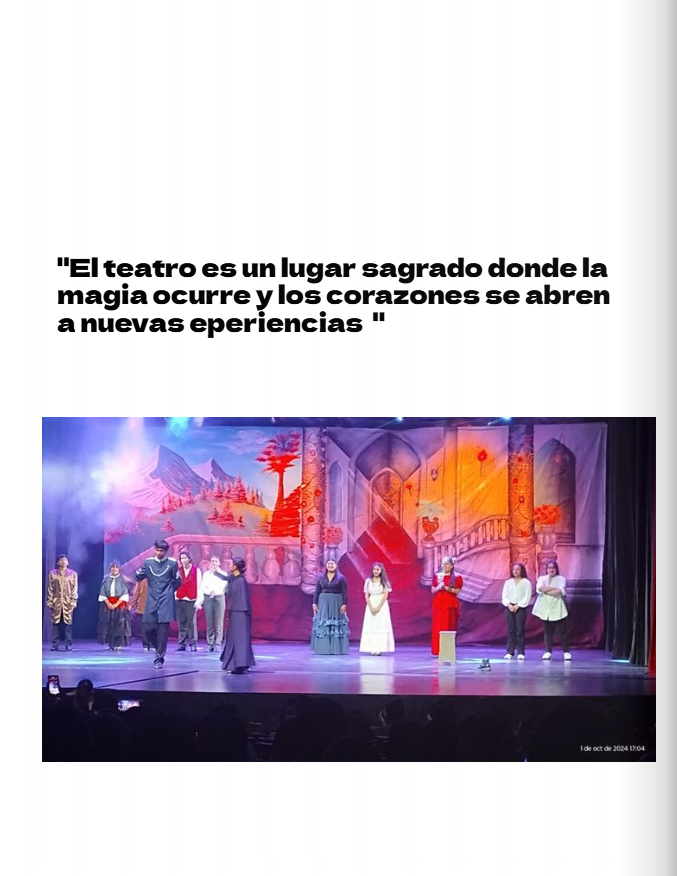 "El teatro es un lugar sagrado donde la
magia ocurre y los corazones se abren
a nuevas eperiencias "
1 de oct de 2024 17:04